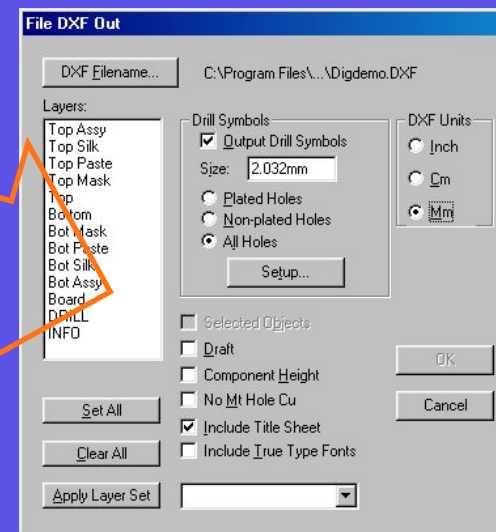 File DXF Out
DXF Filename...
C:\Program Files\...\Digdemo.DXF
Layers:
Top Assy
Top Silk
Top Paste
Top Mask
Top
Bottom
Bot Mask
Bot Paste
Bot Silk
Bot Assy
Board
DRILL
INFO
Set All
Clear All
Apply Layer Set
Drill Symbols
Output Drill Symbols
Size: 2.032mm
Plated Holes
Non-plated Holes
All Holes
Setup...
Selected Objects
Draft
Component Height
No Mt Hole Cu
Include Title Sheet
Include True Type Fonts
DXF Units
Inch
Cm
Mm
OK
Cancel